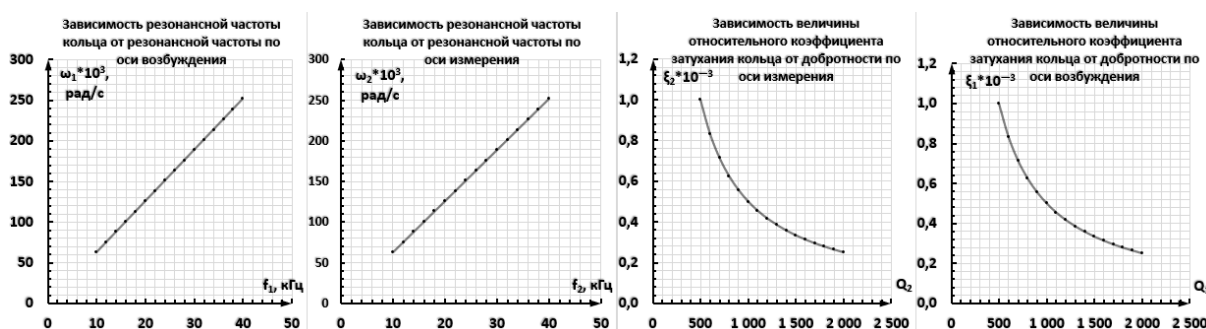 Зависимость резонансной частоты
кольца от резонансной частоты по
оси возбуждения
ω₁*10³,
рад/с
300
250
200
150
100
50
0
0 10 20 30 40 50
f₁, кГц
Зависимость резонансной частоты
кольца от резонансной частоты по
оси измерения
ω₂*10³,
рад/с
300
250
200
150
100
50
0
0 10 20 30 40 50
f₂, кГц
Зависимость величины
относительного коэффициента
затухания кольца от добротности по
оси измерения
ξ₂*10⁻³
1,2
1,0
0,8
0,6
0,4
0,2
0,0
0 500 1 000 1 500 2 000 2 500
Q₂
Зависимость величины
относительного коэффициента
затухания кольца от добротности по
оси возбуждения
ξ₁*10⁻³
1,2
1,0
0,8
0,6
0,4
0,2
0,0
0 500 1 000 1 500 2 000 2 500
Q